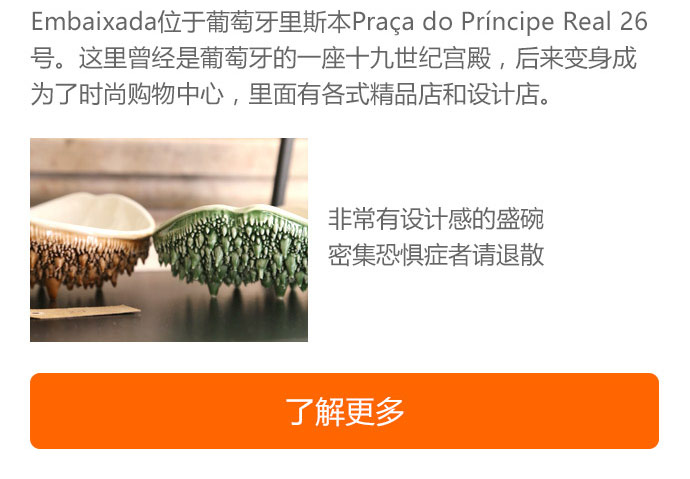 Embaixada位于葡萄牙里斯本Praça do Príncipe Real 26
号。这里曾经是葡萄牙的一座十九世纪宫殿，后来变身成
为了时尚购物中心，里面有各式精品店和设计店。
非常有设计感的盛碗
密集恐惧症者请退散
了解更多